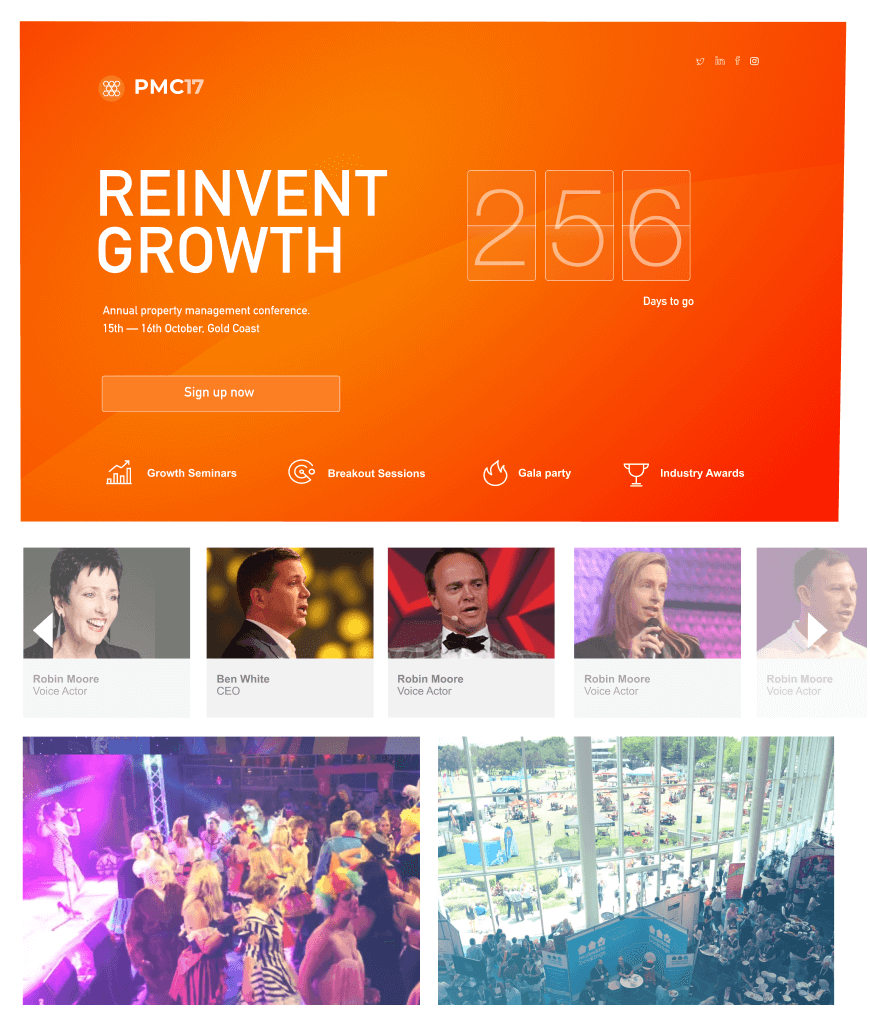 PMC17
REINVENT
GROWTH
256
Days to go
Annual property management conference.
15th — 16th October, Gold Coast
Sign up now
Growth Seminars
Breakout Sessions
Gala party
Industry Awards
Robin Moore
Voice Actor
Ben White
CEO
Robin Moore
Voice Actor
Robin Moore
Voice Actor
Robin Moore
Voice Actor